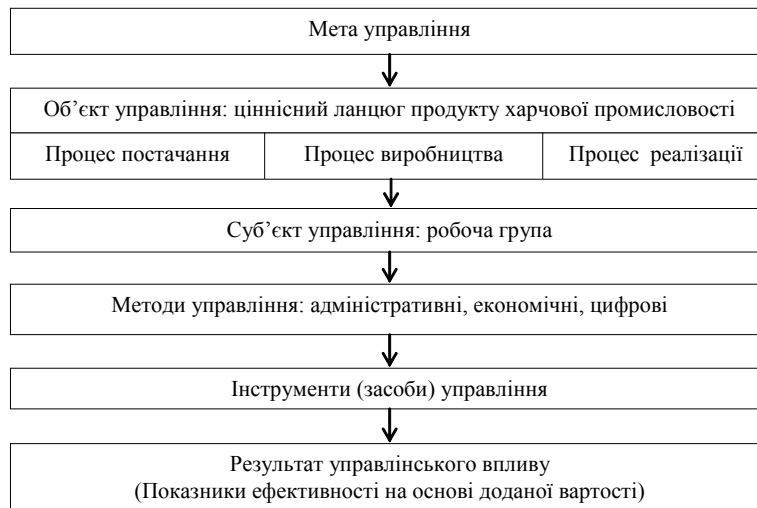 Мета управління
Об’єкт управління: ціннісний ланцюг продукту харчової промисловості
Процес постачання
Процес виробництва
Процес реалізації
Суб’єкт управління: робоча група
Методи управління: адміністративні, економічні, цифрові
Інструменти (засоби) управління
Результат управлінського впливу
(Показники ефективності на основі доданої вартості)